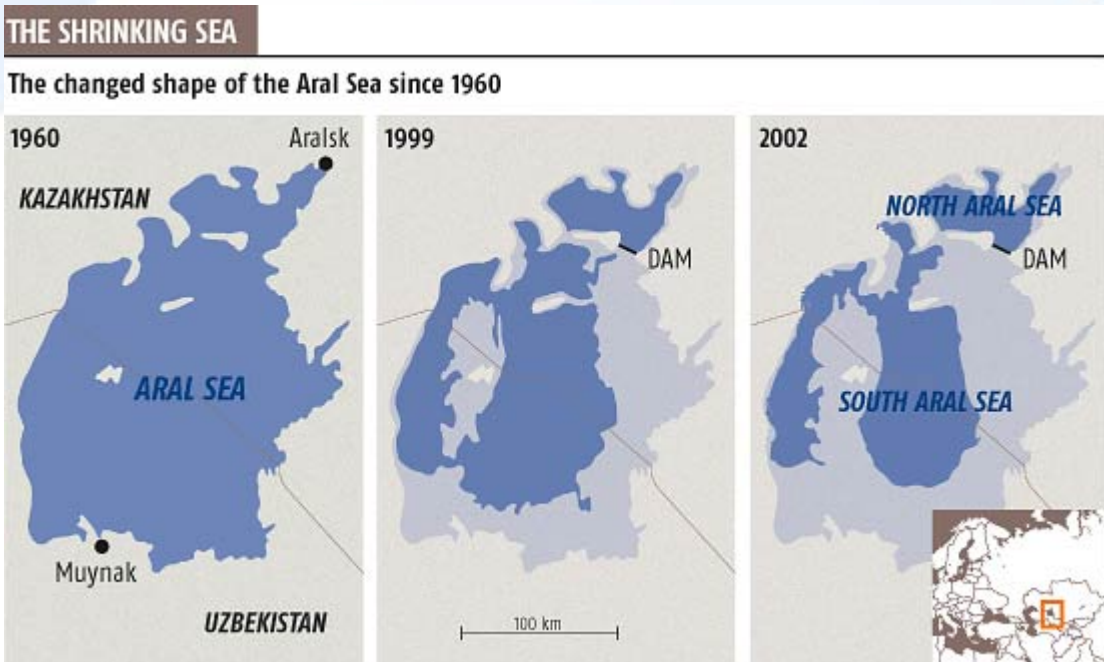 THE SHRINKING SEA
The changed shape of the Aral Sea since 1960
1960
Aralsk
KAZAKHSTAN
ARAL SEA
Muynak
UZBEKISTAN
1999
DAM
100 km
2002
NORTH ARAL SEA
DAM
SOUTH ARAL SEA